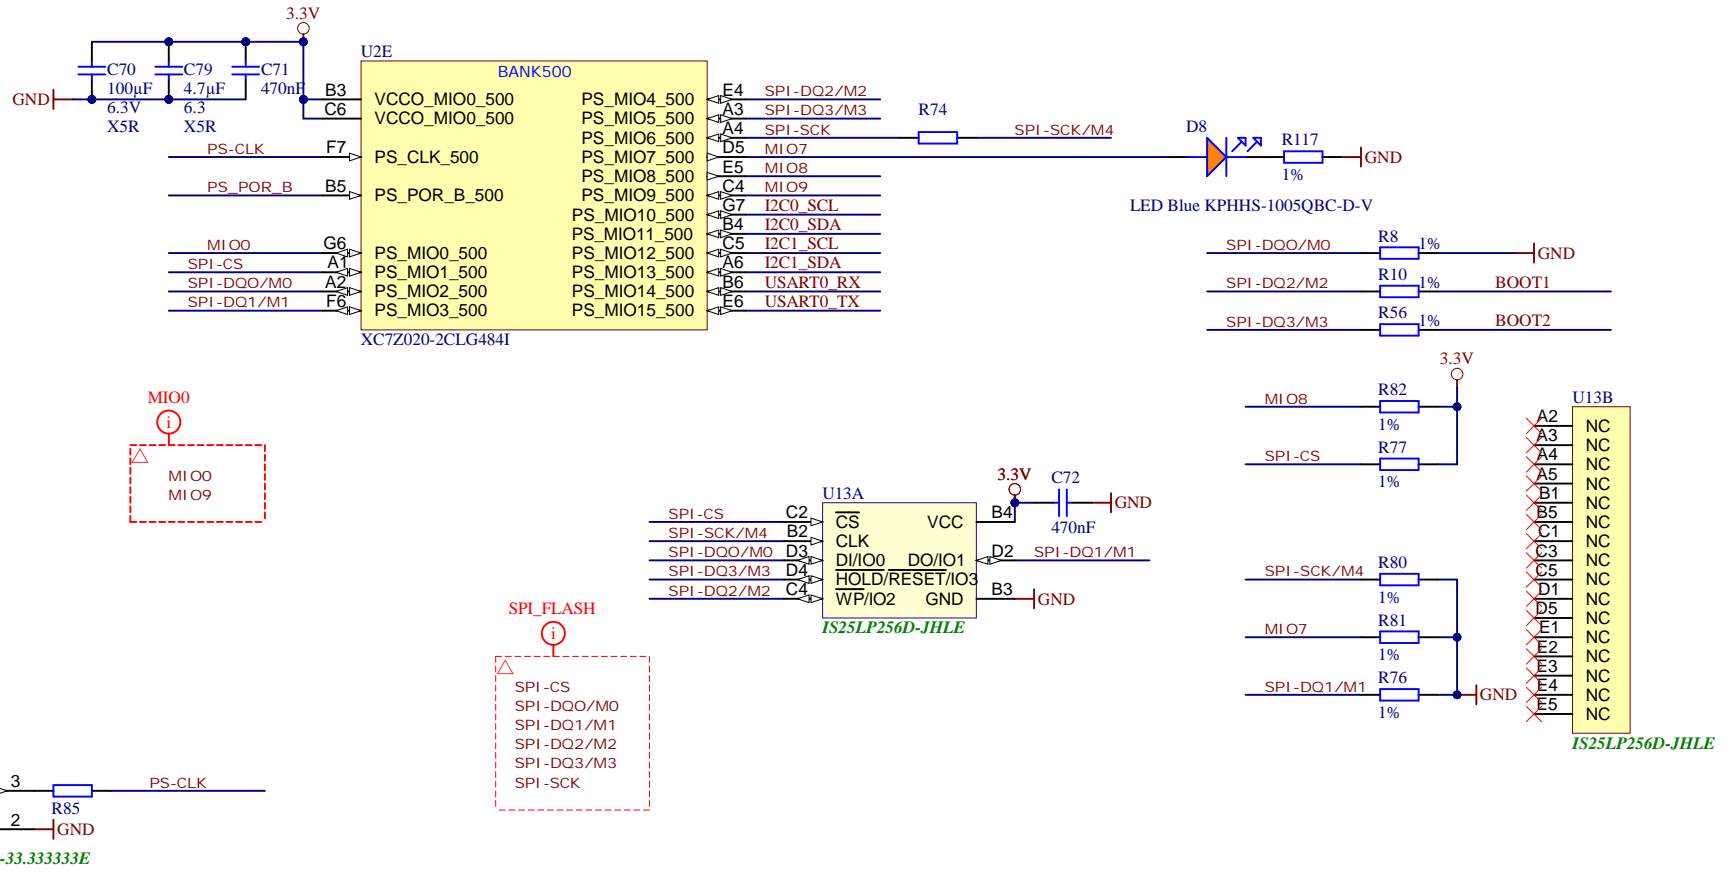 3.3V
GND
C70
100µF
6.3V
X5R
C79
4.7µF
6.3
X5R
C71
470nF
U2E
BANK500
B3 VCCO_MIO0_500
C6 VCCO_MIO0_500
PS-CLK F7 PS_CLK_500
PS_POR_B B5 PS_POR_B_500
MIO0 G6 PS_MIO0_500
SPI-CS A1 PS_MIO1_500
SPI-DQ0/M0 A2 PS_MIO2_500
SPI-DQ1/M1 F6 PS_MIO3_500
PS_MIO4_500 E4 SPI-DQ2/M2
PS_MIO5_500 A3 SPI-DQ3/M3
PS_MIO6_500 A4 SPI-SCK R74 SPI-SCK/M4
PS_MIO7_500 D5 MIO7
PS_MIO8_500 E5 MIO8
PS_MIO9_500 C4 MIO9
PS_MIO10_500 G7 I2C0_SCL
PS_MIO11_500 B4 I2C0_SDA
PS_MIO12_500 C5 I2C1_SCL
PS_MIO13_500 A6 I2C1_SDA
PS_MIO14_500 B6 USART0_RX
PS_MIO15_500 E6 USART0_TX
XC7Z020-2CLG484I
D8
R117
1%
GND
LED Blue KPHHS-1005QBC-D-V
SPI-DQ0/M0 R8 1% GND
SPI-DQ2/M2 R10 1% BOOT1
SPI-DQ3/M3 R56 1% BOOT2
3.3V
MIO8 R82
1%
SPI-CS R77
1%
SPI-SCK/M4 R80
1%
MIO7 R81
1%
SPI-DQ1/M1 R76 GND
1%
MIO0
i
MIO0
MIO9
SPI_FLASH
i
SPI-CS
SPI-DQ0/M0
SPI-DQ1/M1
SPI-DQ2/M2
SPI-DQ3/M3
SPI-SCK
U13A
3.3V
C72
470nF
GND
SPI-CS C2 CS VCC B4
SPI-SCK/M4 B2 CLK
SPI-DQ0/M0 D3 DI/IO0 DO/IO1 D2 SPI-DQ1/M1
SPI-DQ3/M3 D4 HOLD/RESET/IO3
SPI-DQ2/M2 C4 WP/IO2 GND B3 GND
IS25LP256D-JHLE
U13B
A2 NC
A3 NC
A4 NC
A5 NC
B1 NC
B5 NC
C1 NC
C3 NC
C5 NC
D1 NC
D5 NC
E1 NC
E2 NC
E3 NC
E4 NC
E5 NC
IS25LP256D-JHLE
3 R85 PS-CLK
2 GND
-33.333333E